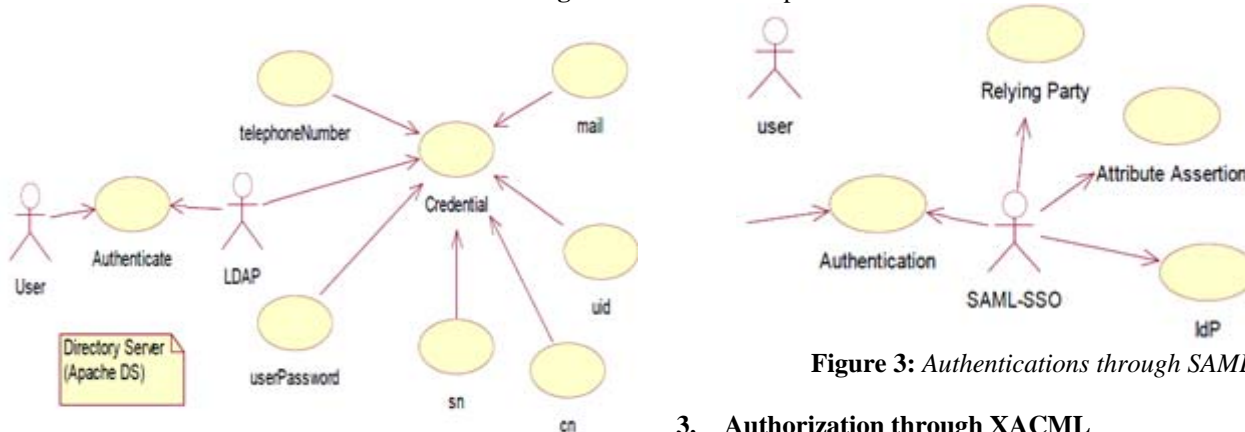 telephoneNumber
mail
Credential
Authenticate
LDAP
User
uid
Directory Server
(Apache DS)
userPassword
sn
cn
user
Relying Party
Attribute Assertion
Authentication
SAML-SSO
IdP
Figure 3: Authentications through SAML
3. Authorization through XACML